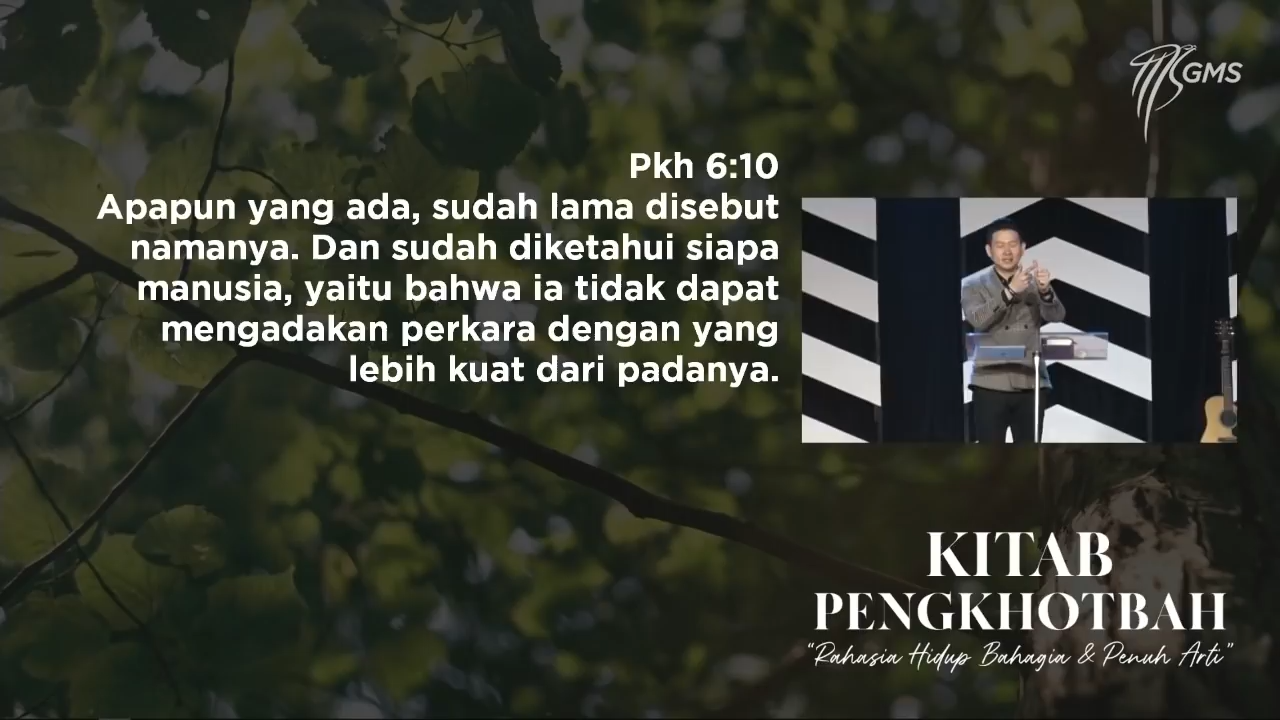 GMS
Pkh 6:10
Apapun yang ada, sudah lama disebut
namanya. Dan sudah diketahui siapa
manusia, yaitu bahwa ia tidak dapat
mengadakan perkara dengan yang
lebih kuat dari padanya.
KITAB
PENGKHOTBAH
“Rahasia Hidup Bahagia & Penuh Arti”